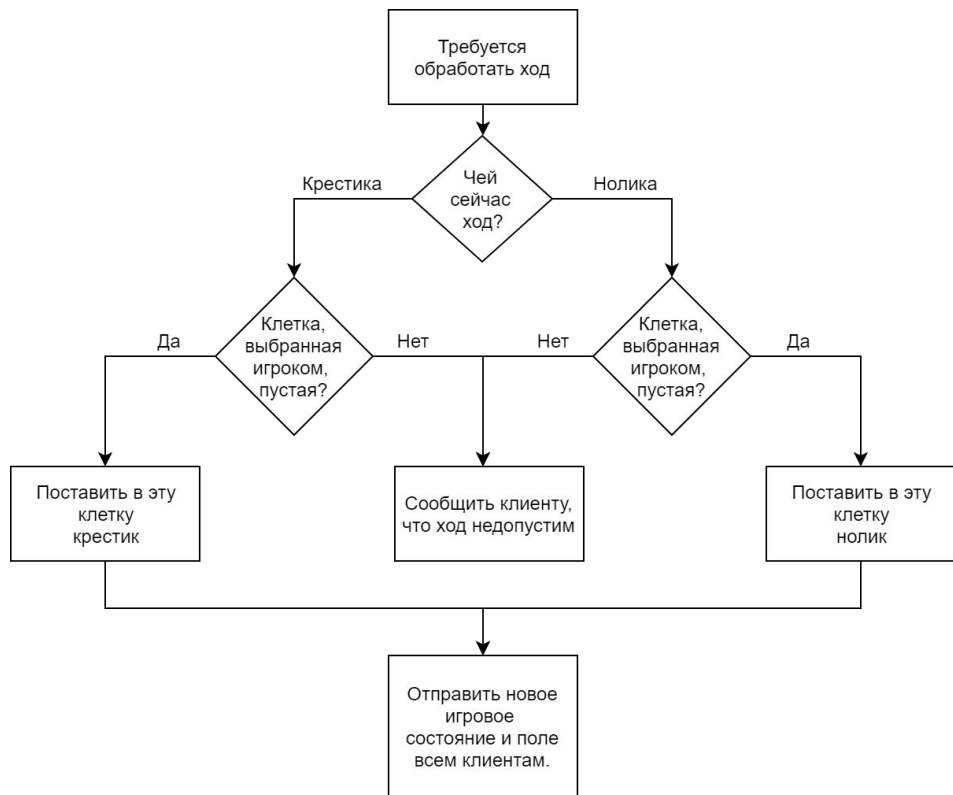 Требуется
обработать ход
Чей
сейчас
ход?
Крестика
Нолика
Клетка,
выбранная
игроком,
пустая?
Да
Нет
Клетка,
выбранная
игроком,
пустая?
Нет
Да
Поставить в эту
клетку
крестик
Сообщить клиенту,
что ход недопустим
Поставить в эту
клетку
нолик
Отправить новое
игровое
состояние и поле
всем клиентам.